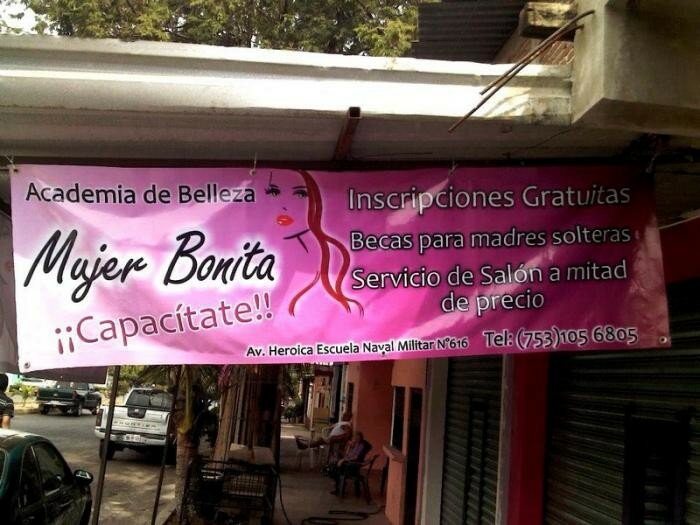 Academia de Belleza
Mujer Bonita
¡¡Capacítate!!
Inscripciones Gratuitas
Becas para madres solteras
Servicio de Salón a mitad
de precio
Av. Heroica Escuela Naval Militar N°616
Tel: (753)105 6805